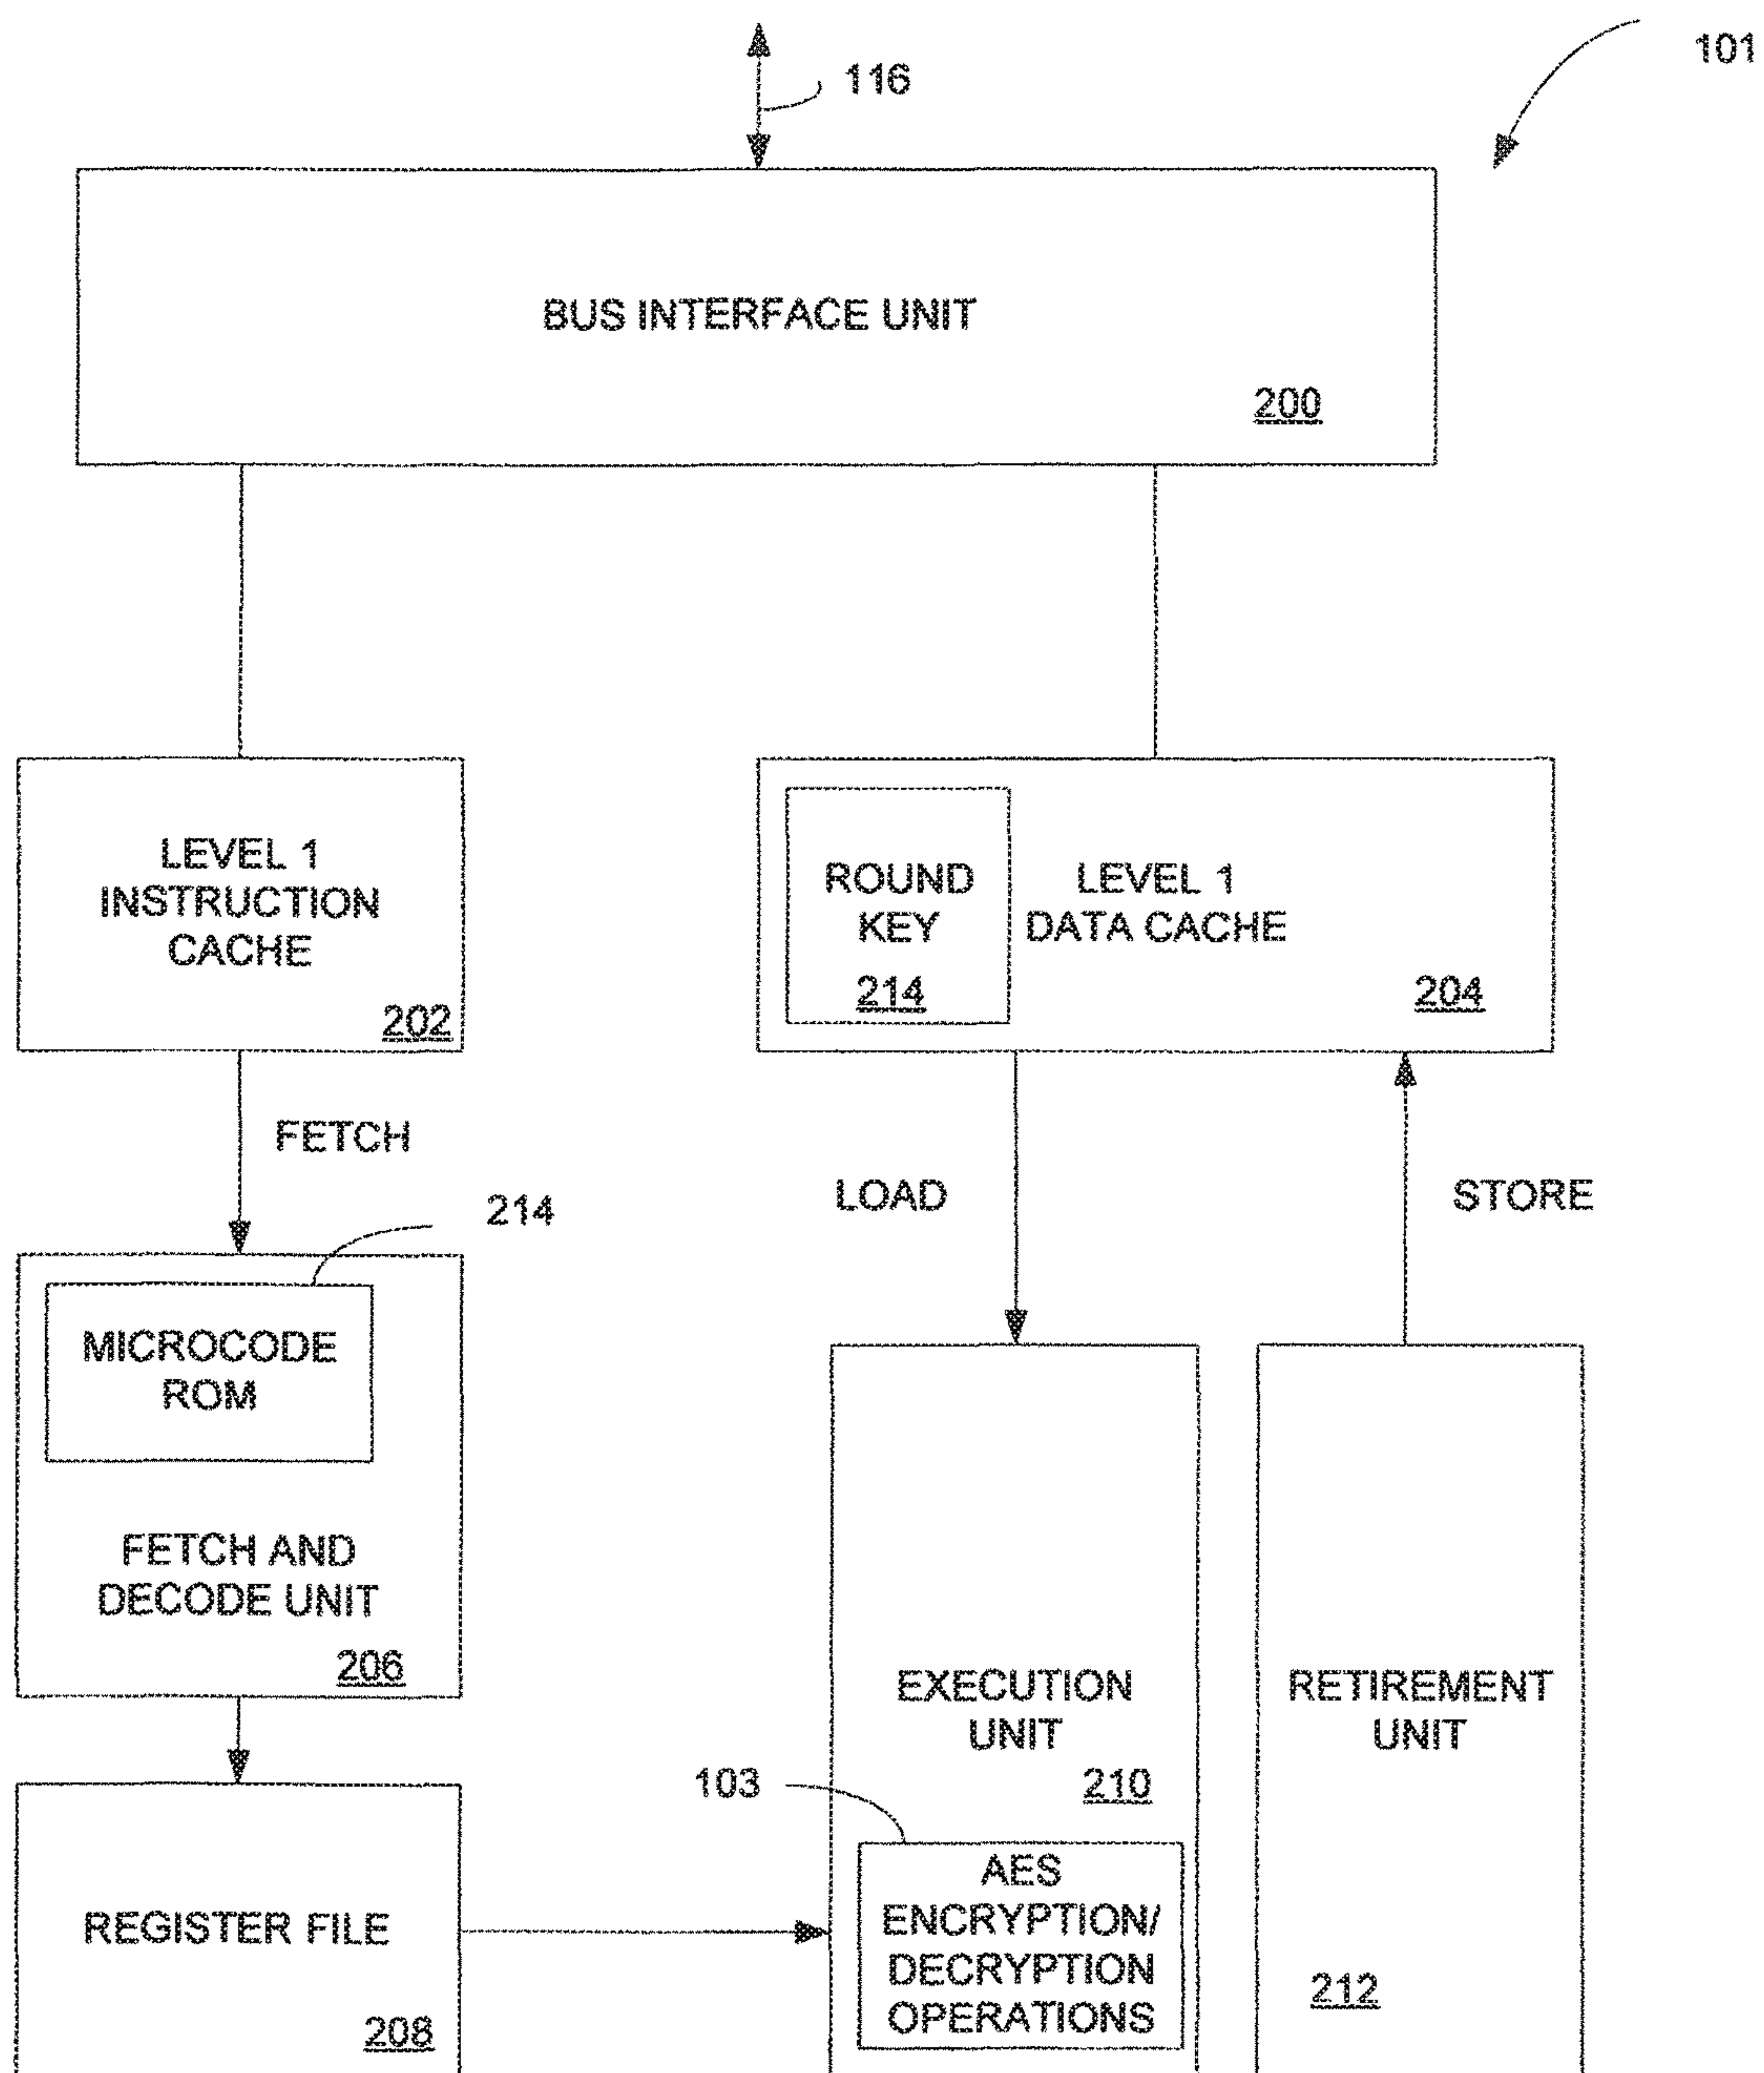 101
116
BUS INTERFACE UNIT
200
LEVEL 1
INSTRUCTION
CACHE
202
ROUND
KEY
214
LEVEL 1
DATA CACHE
204
FETCH
214
LOAD
STORE
MICROCODE
ROM
FETCH AND
DECODE UNIT
206
EXECUTION
UNIT
210
RETIREMENT
UNIT
212
103
AES
ENCRYPTION/
DECRYPTION
OPERATIONS
REGISTER FILE
208